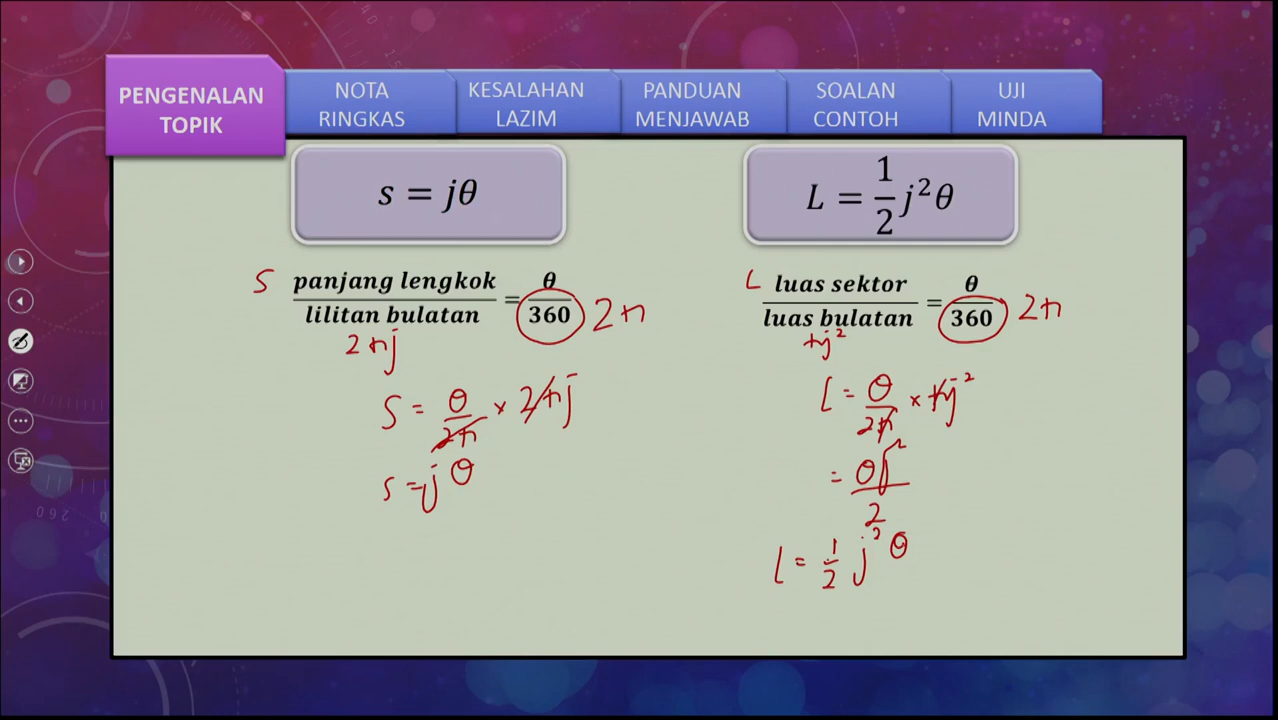 PENGENALAN TOPIK
NOTA RINGKAS
KESALAHAN LAZIM
PANDUAN MENJAWAB
SOALAN CONTOH
UJI MINDA
s = jθ
S panjang lengkok / lilitan bulatan = θ / 360 2π
2πj
S = θ / 2π × 2πj
s = jθ
L = 1/2 j²θ
L luas sektor / luas bulatan = θ / 360 2π
πj²
L = θ / 2π × πj²
= θj² / 2
L = 1/2 j² θ
260